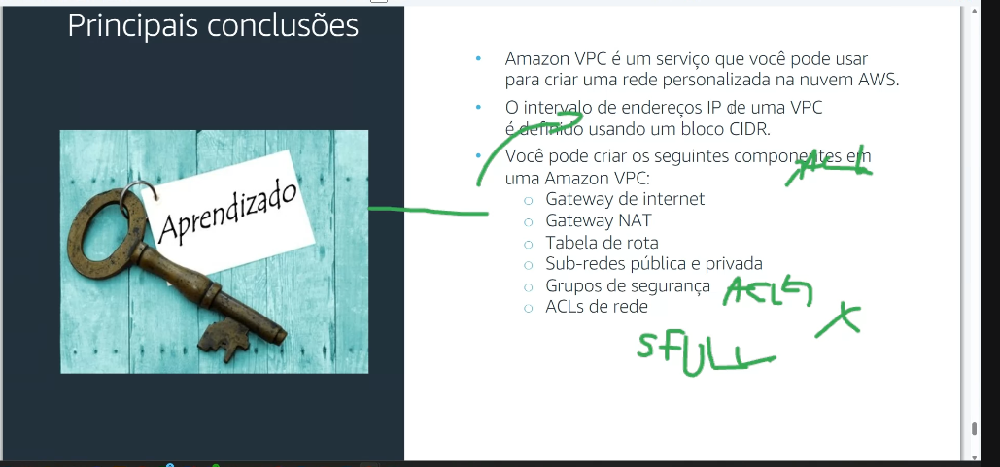 Principais conclusões
Aprendizado
• Amazon VPC é um serviço que você pode usar
para criar uma rede personalizada na nuvem AWS.
• O intervalo de endereços IP de uma VPC
é definido usando um bloco CIDR.
• Você pode criar os seguintes componentes em
uma Amazon VPC:
ACL
○ Gateway de internet
○ Gateway NAT
○ Tabela de rota
○ Sub-redes pública e privada
○ Grupos de segurança
○ ACLs de rede
X